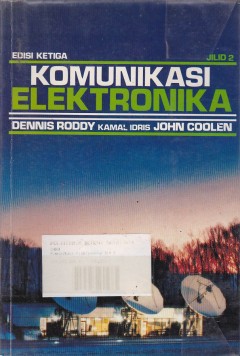 EDISI KETIGA
JILID 2
KOMUNIKASI
ELEKTRONIKA
DENNIS RODDY KAMAL IDRIS JOHN COOLEN